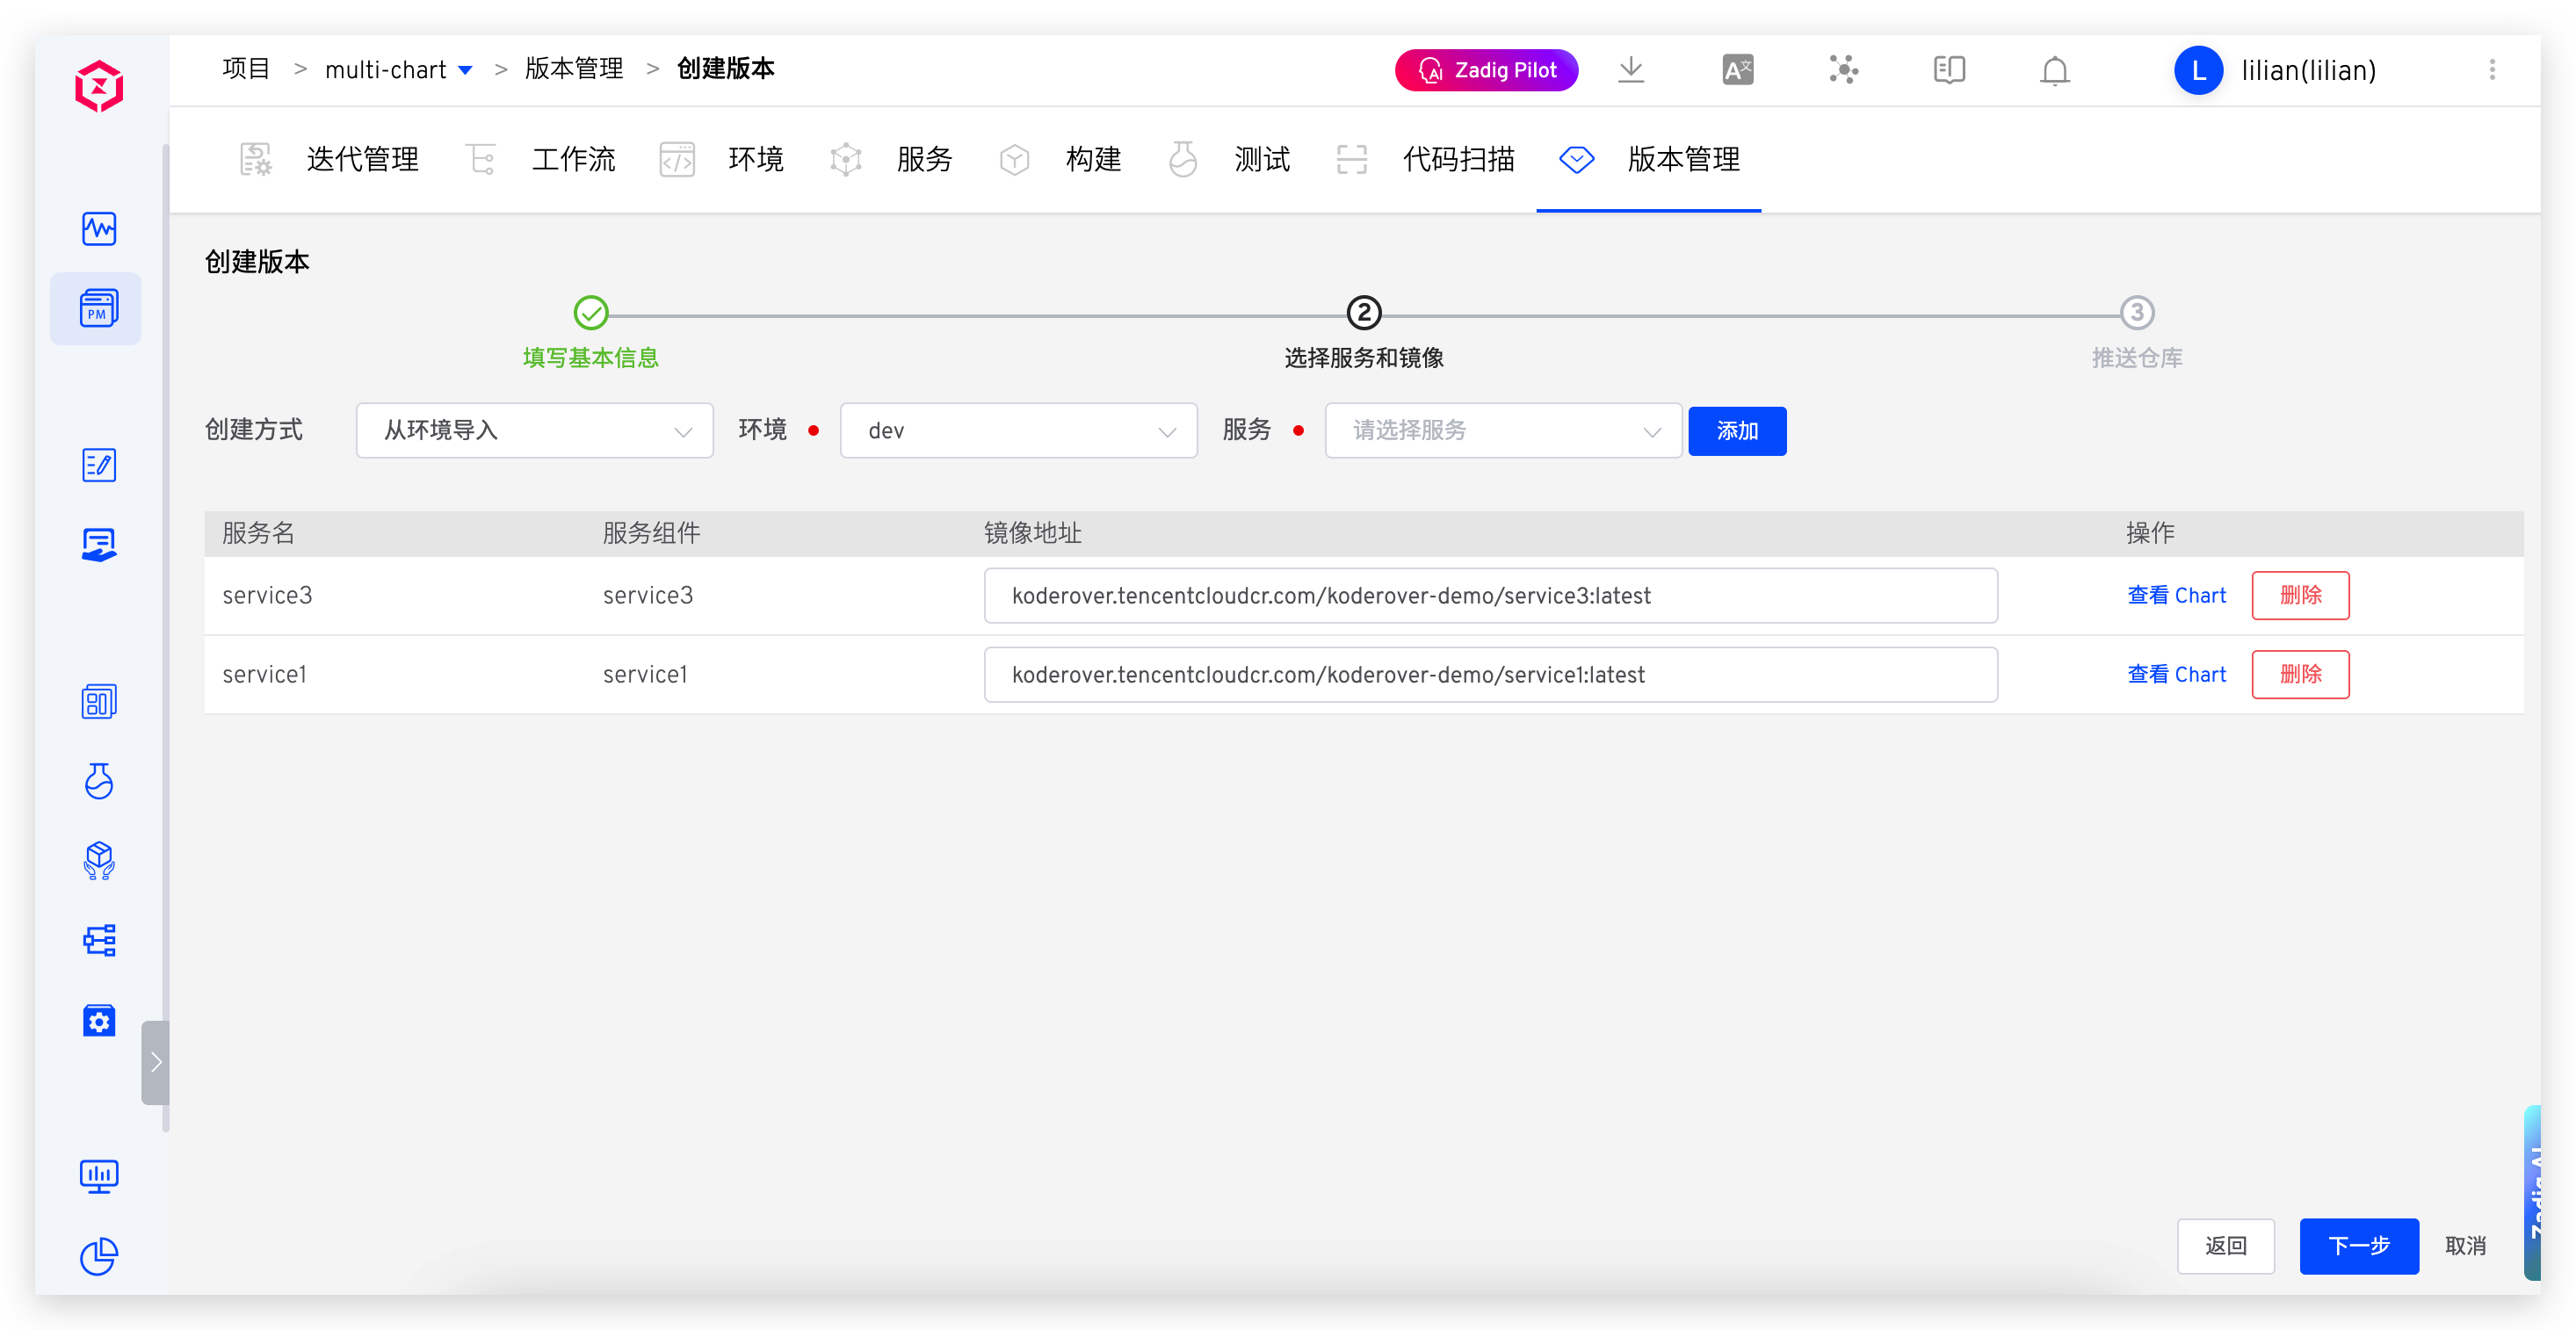 项目 > multi-chart > 版本管理 > 创建版本
Zadig Pilot
L lilian(lilian)
迭代管理 工作流 环境 服务 构建 测试 代码扫描 版本管理
PM
创建版本
2 3
填写基本信息 选择服务和镜像 推送仓库
创建方式 从环境导入 环境 dev 服务 请选择服务 添加
服务名 服务组件 镜像地址 操作
service3 service3 koderover.tencentcloudcr.com/koderover-demo/service3:latest 查看 Chart 删除
service1 service1 koderover.tencentcloudcr.com/koderover-demo/service1:latest 查看 Chart 删除
Zadig AI
返回 下一步 取消